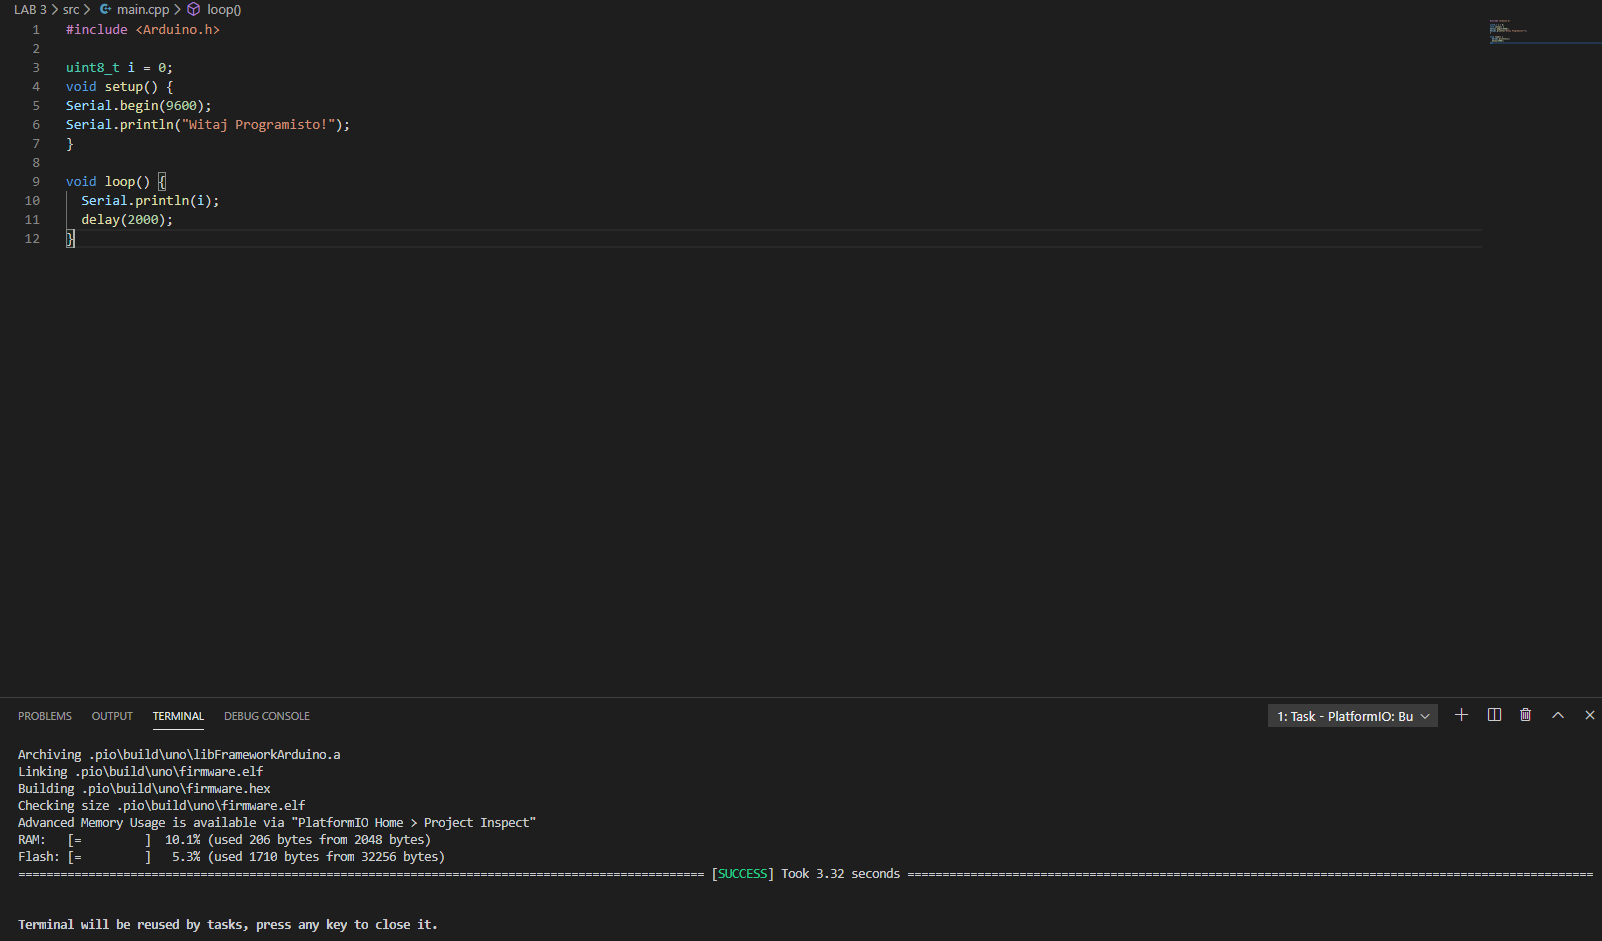 LAB 3 > src > main.cpp > loop()
1 #include <Arduino.h>
2
3 uint8_t i = 0;
4 void setup() {
5 Serial.begin(9600);
6 Serial.println("Witaj Programisto!");
7 }
8
9 void loop() {
10 Serial.println(i);
11 delay(2000);
12 }
PROBLEMS OUTPUT TERMINAL DEBUG CONSOLE 1: Task - PlatformIO: Bu
Archiving .pio\build\uno\libFrameworkArduino.a
Linking .pio\build\uno\firmware.elf
Building .pio\build\uno\firmware.hex
Checking size .pio\build\uno\firmware.elf
Advanced Memory Usage is available via "PlatformIO Home > Project Inspect"
RAM: [= ] 10.1% (used 206 bytes from 2048 bytes)
Flash: [= ] 5.3% (used 1710 bytes from 32256 bytes)
[SUCCESS] Took 3.32 seconds
Terminal will be reused by tasks, press any key to close it.